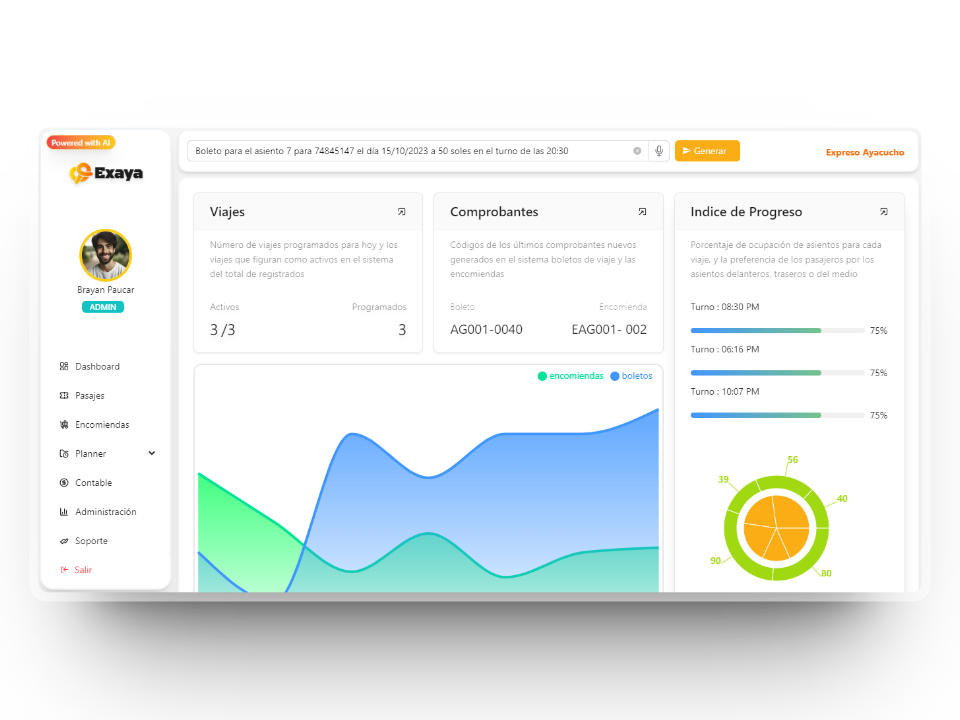 Powered with AI
Exaya
Brayan Paucar
ADMIN
Dashboard
Pasajes
Encomiendas
Planner
Contable
Administración
Soporte
Salir
Boleto para el asiento 7 para 74845147 el día 15/10/2023 a 50 soles en el turno de las 20:30
Generar
Expreso Ayacucho
Viajes
Número de viajes programados para hoy y los
viajes que figuran como activos en el sistema
del total de registrados
Activos
Programados
3 /3
3
Comprobantes
Códigos de los últimos comprobantes nuevos
generados en el sistema boletos de viaje y las
encomiendas
Boleto
Encomienda
AG001-0040
EAG001- 002
encomiendas
boletos
Indice de Progreso
Porcentaje de ocupación de asientos para cada
viaje, y la preferencia de los pasajeros por los
asientos delanteros, traseros o del medio
Turno : 08:30 PM
75%
Turno : 06:16 PM
75%
Turno : 10:07 PM
75%
56
39
40
90
80